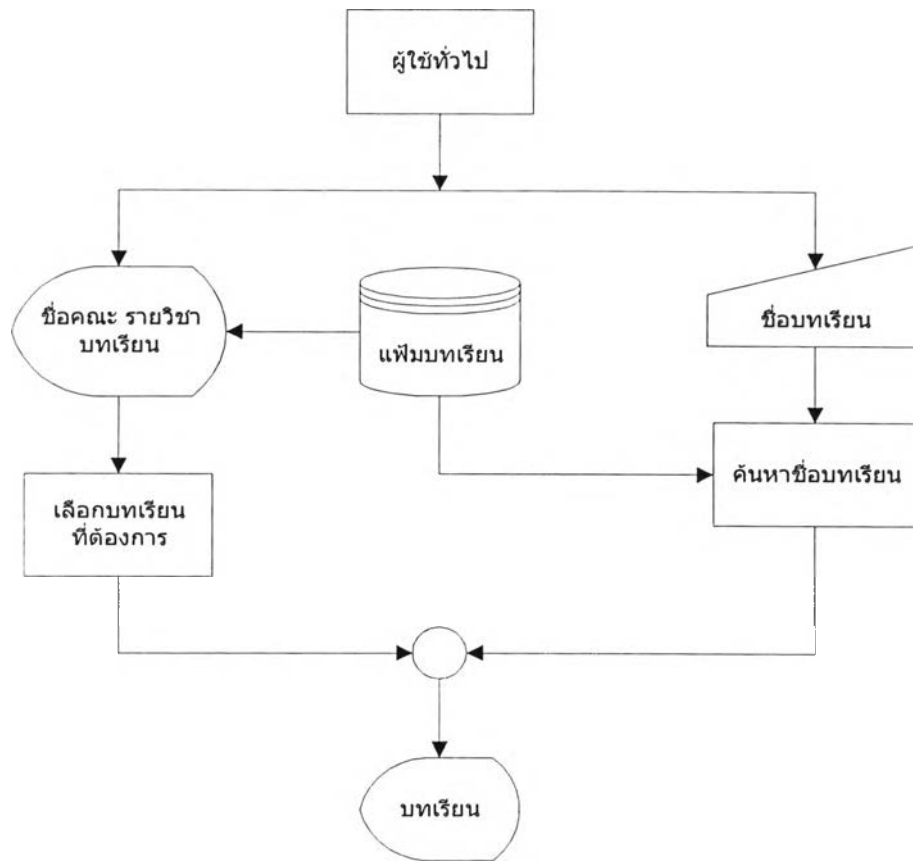 ผู้ใช้ทั่วไป
ชื่อคณะ รายวิชา
บทเรียน
แฟ้มบทเรียน
ชื่อบทเรียน
เลือกบทเรียน
ที่ต้องการ
ค้นหาชื่อบทเรียน
บทเรียน